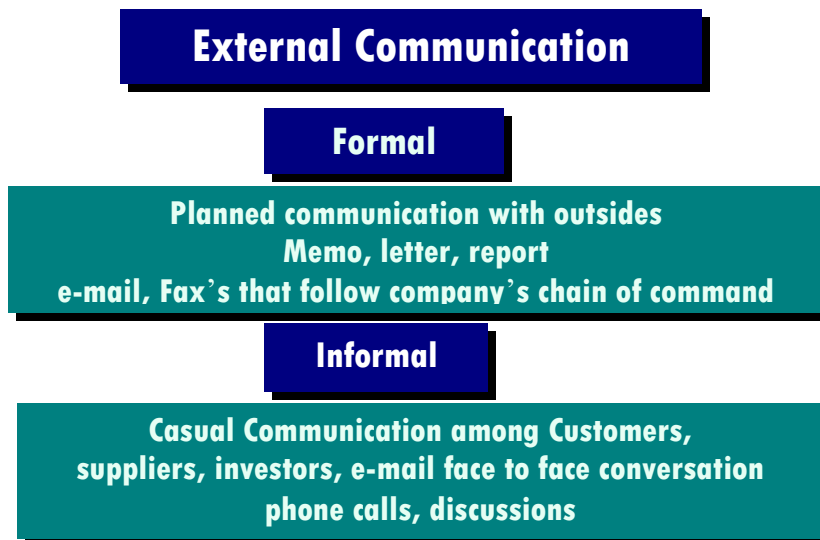 External Communication
Formal
Planned communication with outsides
Memo, letter, report
e-mail, Fax’s that follow company’s chain of command
Informal
Casual Communication among Customers,
suppliers, investors, e-mail face to face conversation
phone calls, discussions